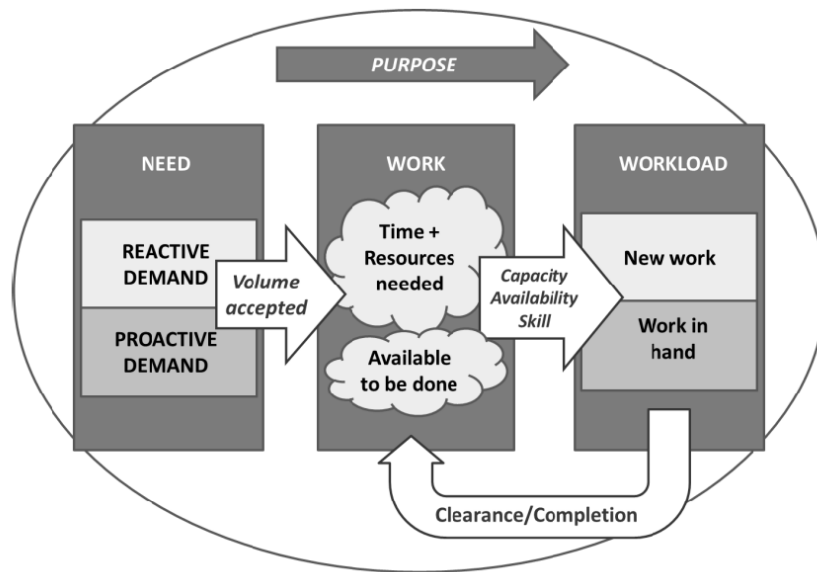 PURPOSE
NEED
REACTIVE
DEMAND
PROACTIVE
DEMAND
Volume
accepted
WORK
Time +
Resources
needed
Available
to be done
Capacity
Availability
Skill
WORKLOAD
New work
Work in
hand
Clearance/Completion